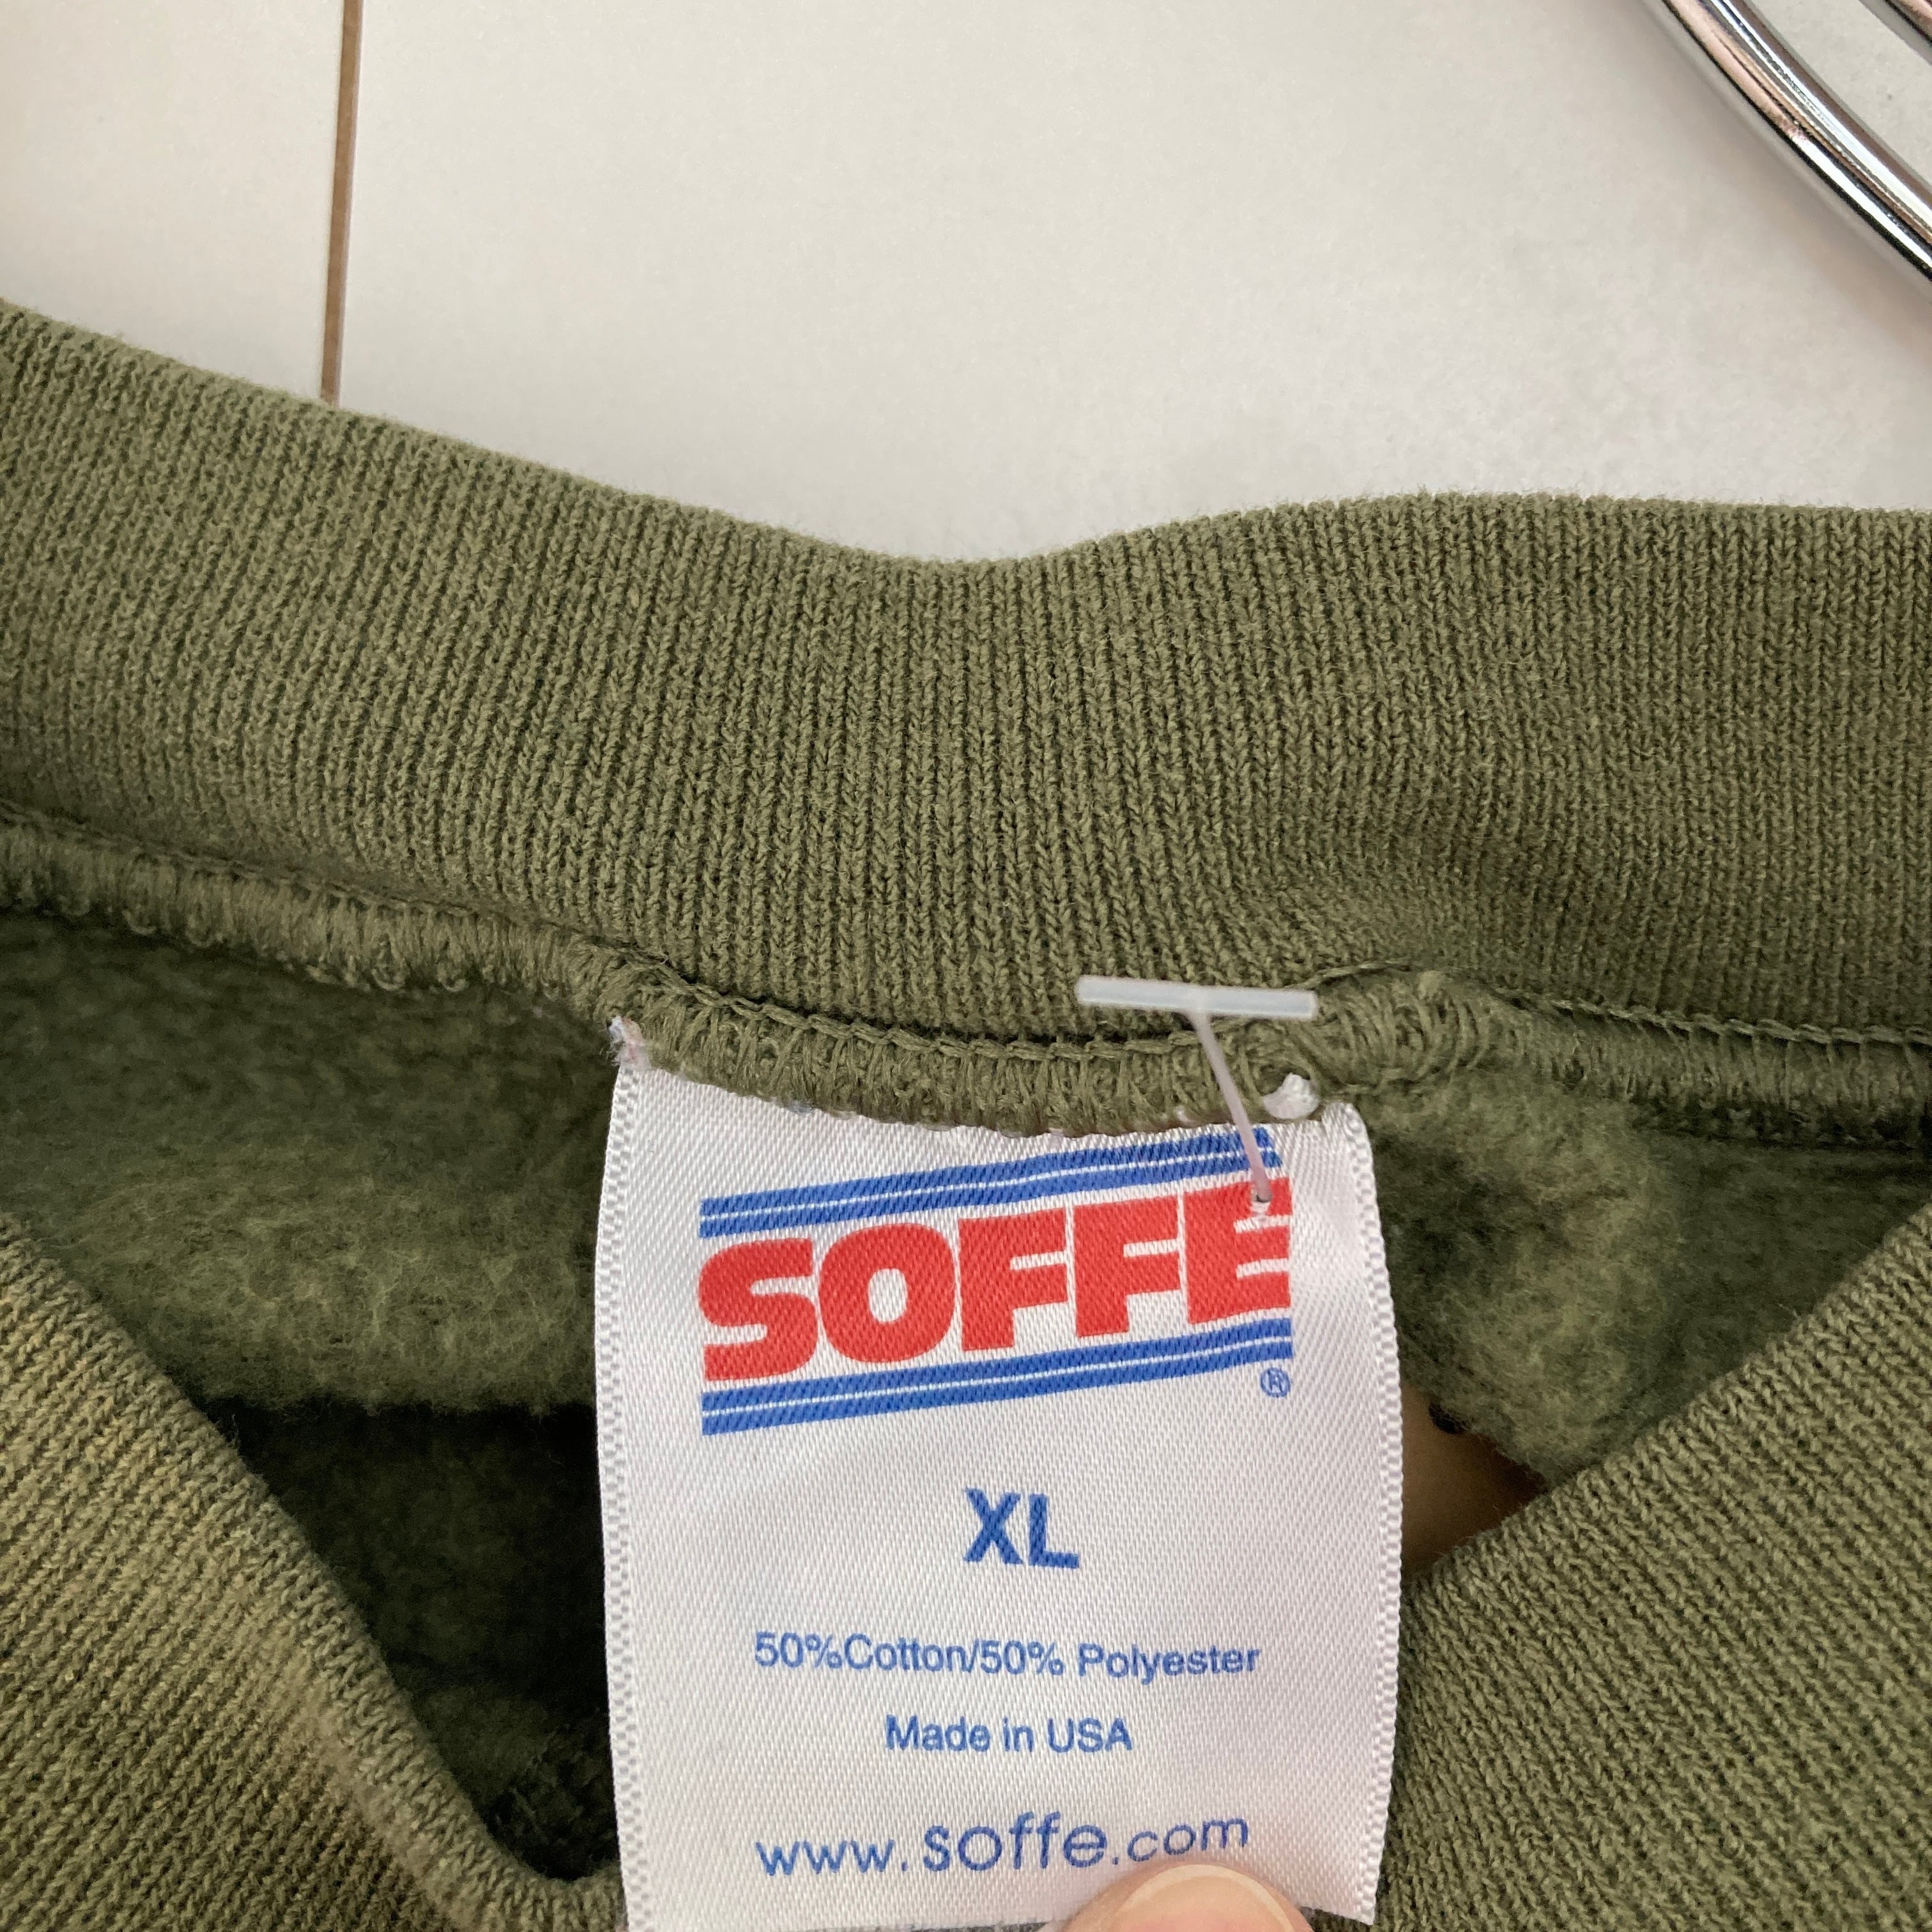 SOFFE
®
XL
50%Cotton/50% Polyester
Made in USA
www.soffe.com